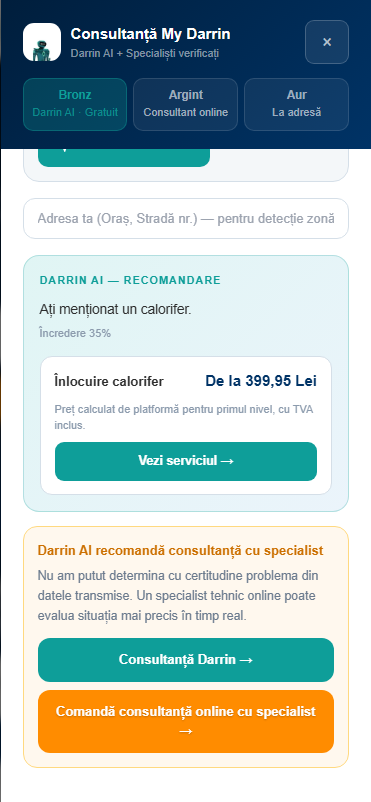 Consultanță My Darrin
Darrin AI + Specialiști verificați
×
Bronz
Darrin AI · Gratuit
Argint
Consultant online
Aur
La adresă
Adresa ta (Oraș, Stradă nr.) — pentru detecție zonă
DARRIN AI — RECOMANDARE
Ați menționat un calorifer.
Încredere 35%
Înlocuire calorifer
De la 399,95 Lei
Preț calculat de platformă pentru primul nivel, cu TVA
inclus.
Vezi serviciul →
Darrin AI recomandă consultanță cu specialist
Nu am putut determina cu certitudine problema din
datele transmise. Un specialist tehnic online poate
evalua situația mai precis în timp real.
Consultanță Darrin →
Comandă consultanță online cu specialist
→